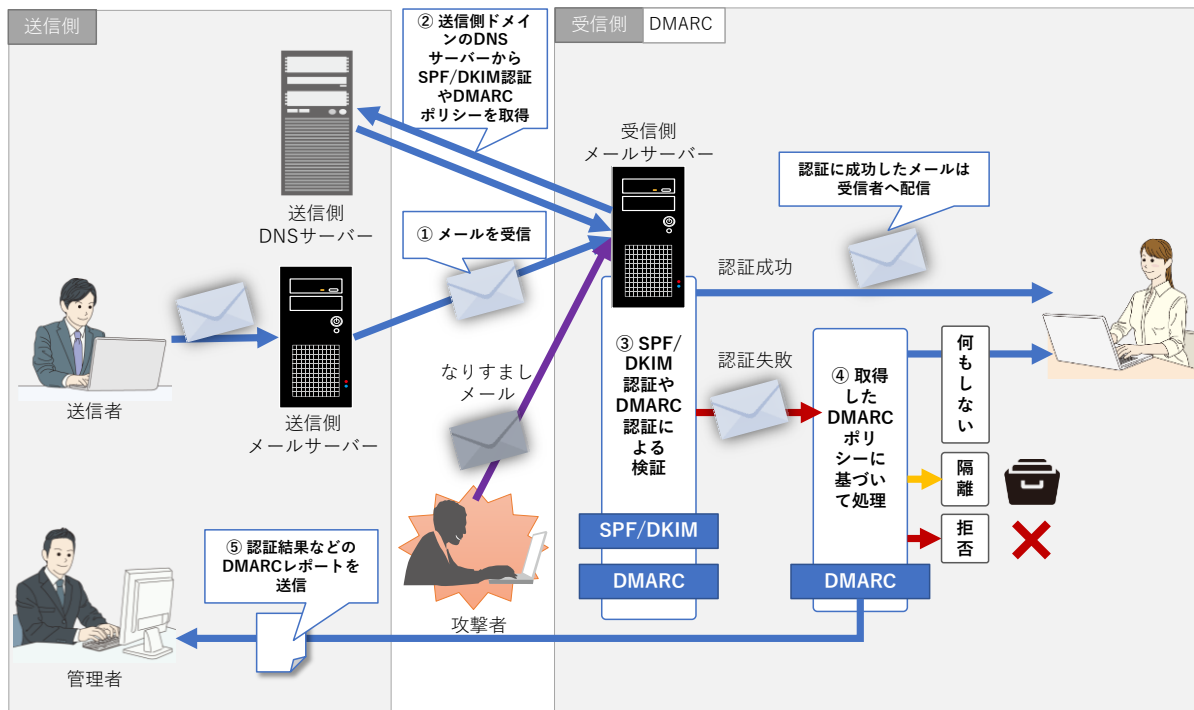 送信側
受信側
DMARC
② 送信側ドメ
インのDNS
サーバーから
SPF/DKIM認証
やDMARC
ポリシーを取得
受信側
メールサーバー
認証に成功したメールは
受信者へ配信
送信側
DNSサーバー
① メールを受信
認証成功
送信者
送信側
メールサーバー
なりすまし
メール
③ SPF/
DKIM
認証や
DMARC
認証によ
る
検証
認証失敗
④ 取得
した
DMARC
ポリ
シーに
基づい
て処理
何もしない
隔離
拒否
SPF/DKIM
DMARC
DMARC
⑤ 認証結果などの
DMARCレポートを
送信
攻撃者
管理者